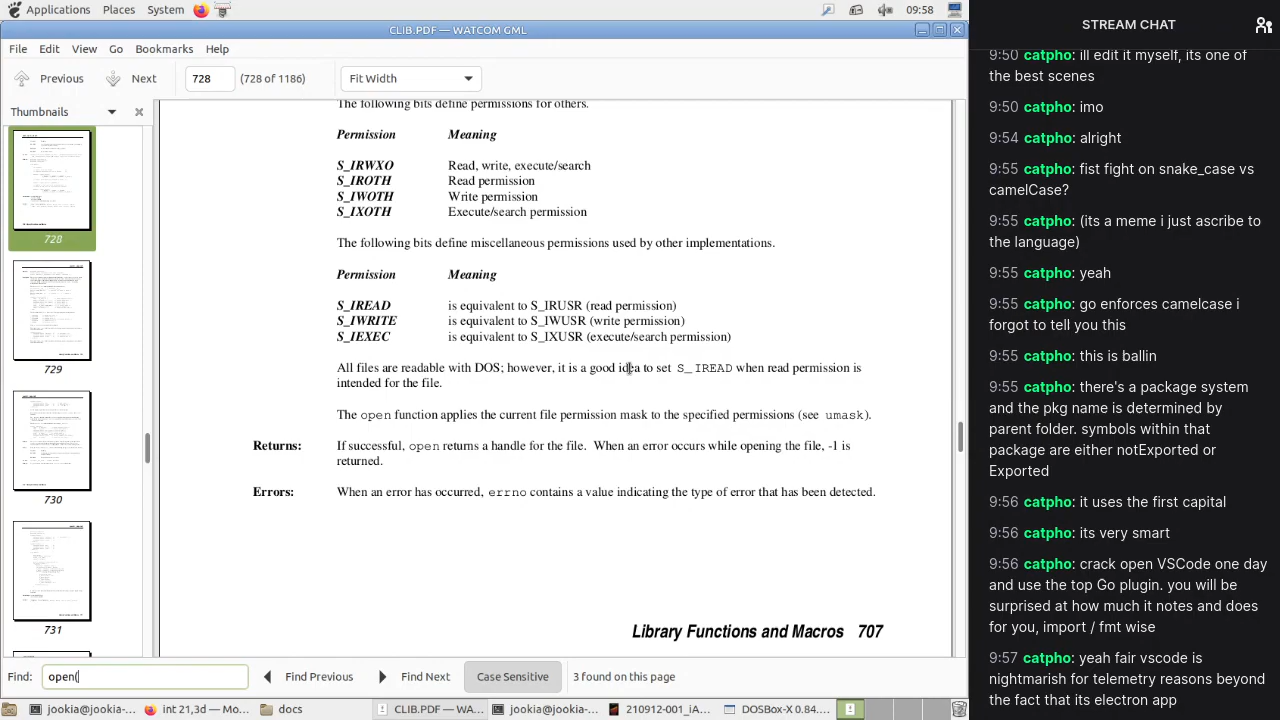 Applications Places System 09:58
CLIB.PDF — WATCOM GML
File Edit View Go Bookmarks Help
Previous Next 728 (728 of 1186) Fit Width
Thumbnails
728
729
730
731
The following bits define permissions for others.
Permission Meaning
S_IRWXO Read, write, execute/search
S_IROTH Read permission
S_IWOTH Write permission
S_IXOTH Execute/search permission
The following bits define miscellaneous permissions used by other implementations.
Permission Meaning
S_IREAD is equivalent to S_IRUSR (read permission)
S_IWRITE is equivalent to S_IWUSR (write permission)
S_IEXEC is equivalent to S_IXUSR (execute/search permission)
All files are readable with DOS; however, it is a good idea to set S_IREAD when read permission is
intended for the file.
The open function applies the current file permission mask to the specified permissions (see umask).
Returns: If successful, open returns a handle for the file. When an error occurs while opening the file, -1 is
returned.
Errors: When an error has occurred, errno contains a value indicating the type of error that has been detected.
Library Functions and Macros 707
Find: open( Find Previous Find Next Case Sensitive 3 found on this page
docs jookia@jookia-... int 21,3d — Mo... docs CLIB.PDF — WAT... jookia@jookia-... 210912-01_iA... DOSBox-X 0.84....
STREAM CHAT
9:50 catpho: ill edit it myself, its one of
the best scenes
9:50 catpho: imo
9:54 catpho: alright
9:55 catpho: fist fight on snake_case vs
camelCase?
9:55 catpho: (its a meme i just ascribe to
the language)
9:55 catpho: yeah
9:55 catpho: go enforces camelcase i
forgot to tell you this
9:55 catpho: this is ballin
9:55 catpho: there's a package system
and the pkg name is determined by
parent folder. symbols within that
package are either notExported or
Exported
9:56 catpho: it uses the first capital
9:56 catpho: its very smart
9:56 catpho: crack open VSCode one day
and use the top Go plugin. you will be
surprised at how much it notes and does
for you, import / fmt wise
9:57 catpho: yeah fair vscode is
nightmarish for telemetry reasons beyond
the fact that its electron app